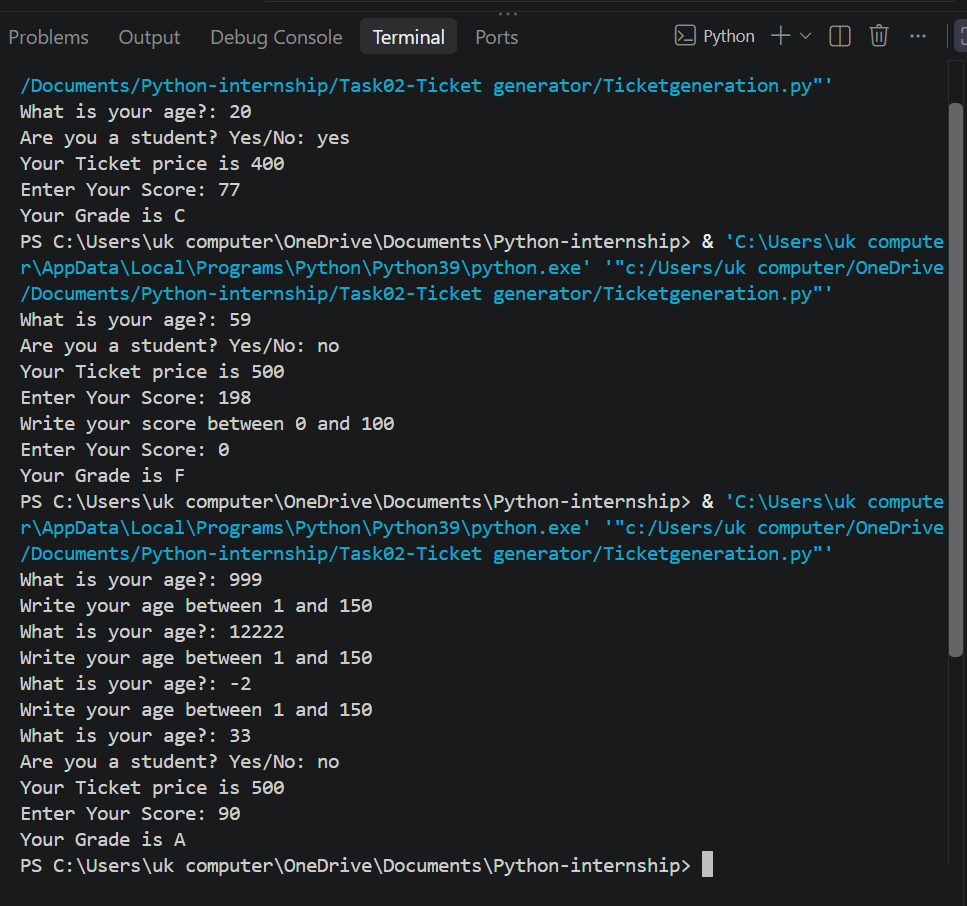 Problems Output Debug Console Terminal Ports Python
/Documents/Python-internship/Task02-Ticket generator/Ticketgeneration.py"'
What is your age?: 20
Are you a student? Yes/No: yes
Your Ticket price is 400
Enter Your Score: 77
Your Grade is C
PS C:\Users\uk computer\OneDrive\Documents\Python-internship> & 'C:\Users\uk compute
r\AppData\Local\Programs\Python\Python39\python.exe' '"c:/Users/uk computer/OneDrive
/Documents/Python-internship/Task02-Ticket generator/Ticketgeneration.py"'
What is your age?: 59
Are you a student? Yes/No: no
Your Ticket price is 500
Enter Your Score: 198
Write your score between 0 and 100
Enter Your Score: 0
Your Grade is F
PS C:\Users\uk computer\OneDrive\Documents\Python-internship> & 'C:\Users\uk compute
r\AppData\Local\Programs\Python\Python39\python.exe' '"c:/Users/uk computer/OneDrive
/Documents/Python-internship/Task02-Ticket generator/Ticketgeneration.py"'
What is your age?: 999
Write your age between 1 and 150
What is your age?: 12222
Write your age between 1 and 150
What is your age?: -2
Write your age between 1 and 150
What is your age?: 33
Are you a student? Yes/No: no
Your Ticket price is 500
Enter Your Score: 90
Your Grade is A
PS C:\Users\uk computer\OneDrive\Documents\Python-internship>